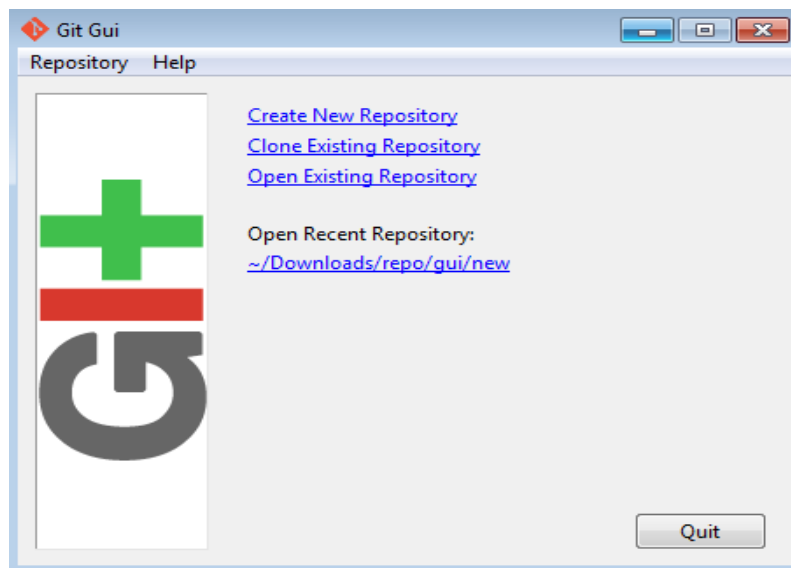 Git Gui
Repository Help
Create New Repository
Clone Existing Repository
Open Existing Repository
Open Recent Repository:
~/Downloads/repo/gui/new
GIt
Quit